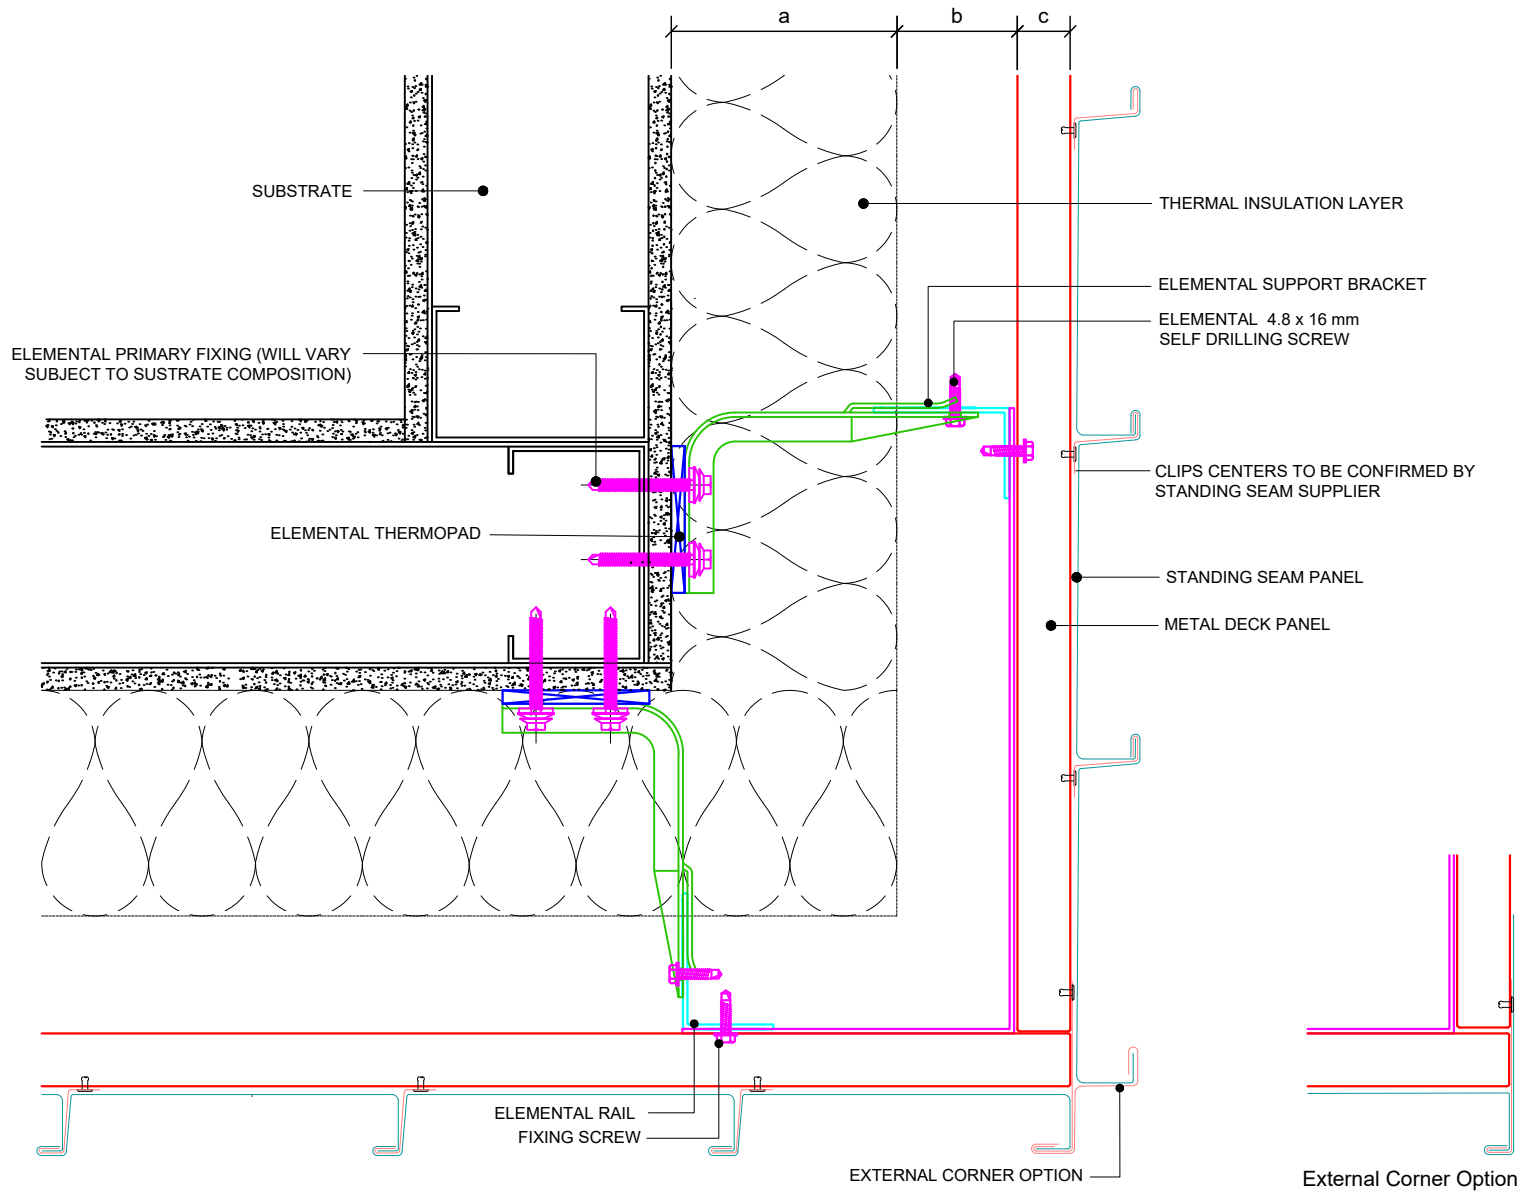 a
b
c
SUBSTRATE
THERMAL INSULATION LAYER
ELEMENTAL SUPPORT BRACKET
ELEMENTAL 4.8 x 16 mm
SELF DRILLING SCREW
ELEMENTAL PRIMARY FIXING (WILL VARY
SUBJECT TO SUSTRATE COMPOSITION)
CLIPS CENTERS TO BE CONFIRMED BY
STANDING SEAM SUPPLIER
ELEMENTAL THERMOPAD
STANDING SEAM PANEL
METAL DECK PANEL
ELEMENTAL RAIL
FIXING SCREW
EXTERNAL CORNER OPTION
External Corner Option